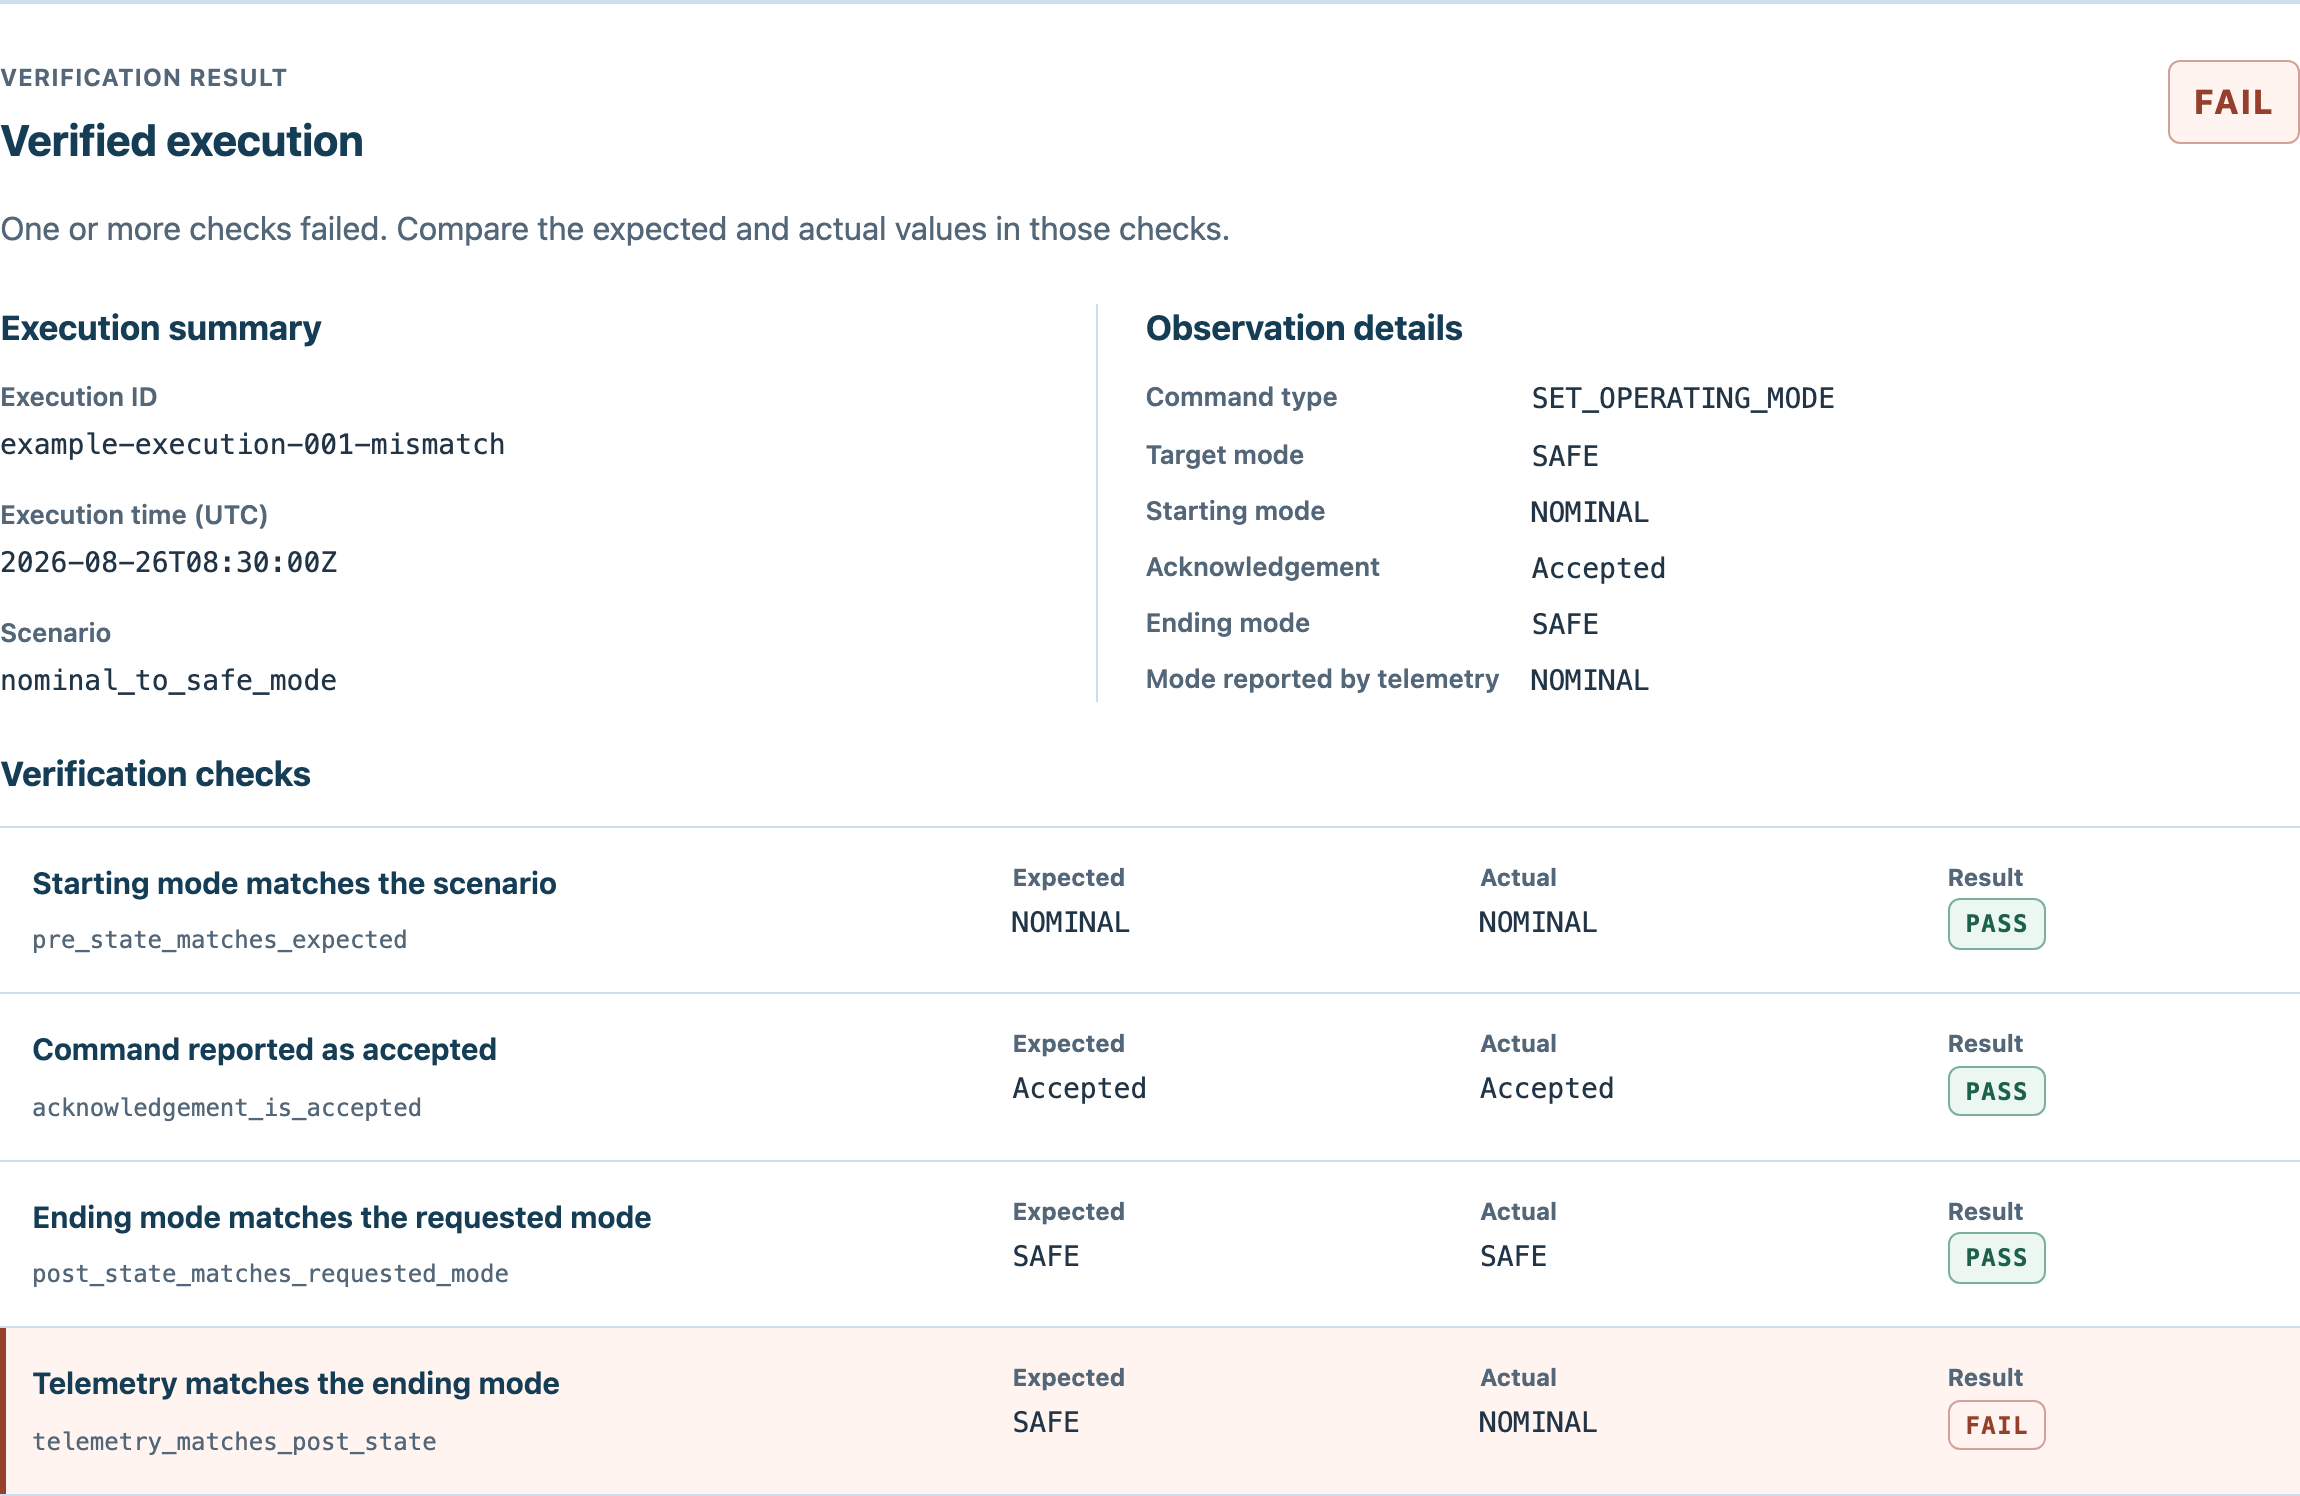 VERIFICATION RESULT
FAIL
Verified execution
One or more checks failed. Compare the expected and actual values in those checks.
Execution summary
Execution ID
example-execution-001-mismatch
Execution time (UTC)
2026-08-26T08:30:00Z
Scenario
nominal_to_safe_mode
Observation details
Command type SET_OPERATING_MODE
Target mode SAFE
Starting mode NOMINAL
Acknowledgement Accepted
Ending mode SAFE
Mode reported by telemetry NOMINAL
Verification checks
Starting mode matches the scenario
pre_state_matches_expected
Expected
NOMINAL
Actual
NOMINAL
Result
PASS
Command reported as accepted
acknowledgement_is_accepted
Expected
Accepted
Actual
Accepted
Result
PASS
Ending mode matches the requested mode
post_state_matches_requested_mode
Expected
SAFE
Actual
SAFE
Result
PASS
Telemetry matches the ending mode
telemetry_matches_post_state
Expected
SAFE
Actual
NOMINAL
Result
FAIL